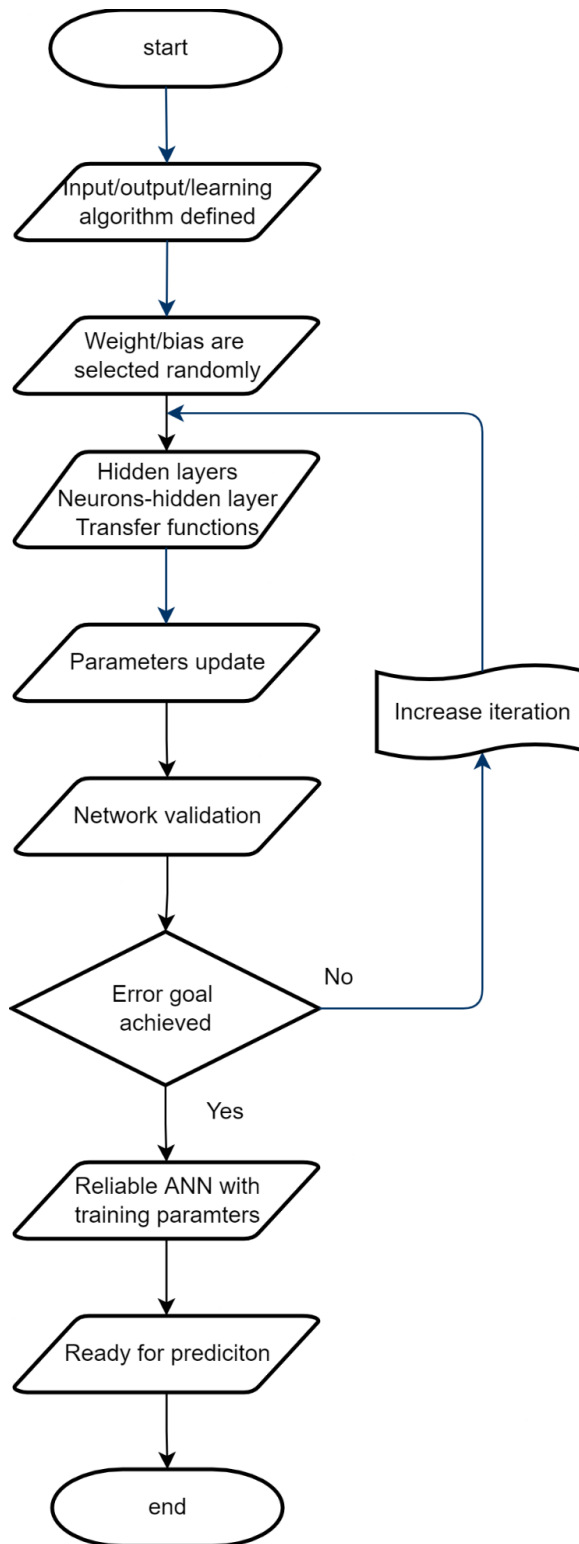 start
Input/output/learning
algorithm defined
Weight/bias are
selected randomly
Hidden layers
Neurons-hidden layer
Transfer functions
Parameters update
Increase iteration
Network validation
Error goal
achieved
No
Yes
Reliable ANN with
training paramters
Ready for prediciton
end